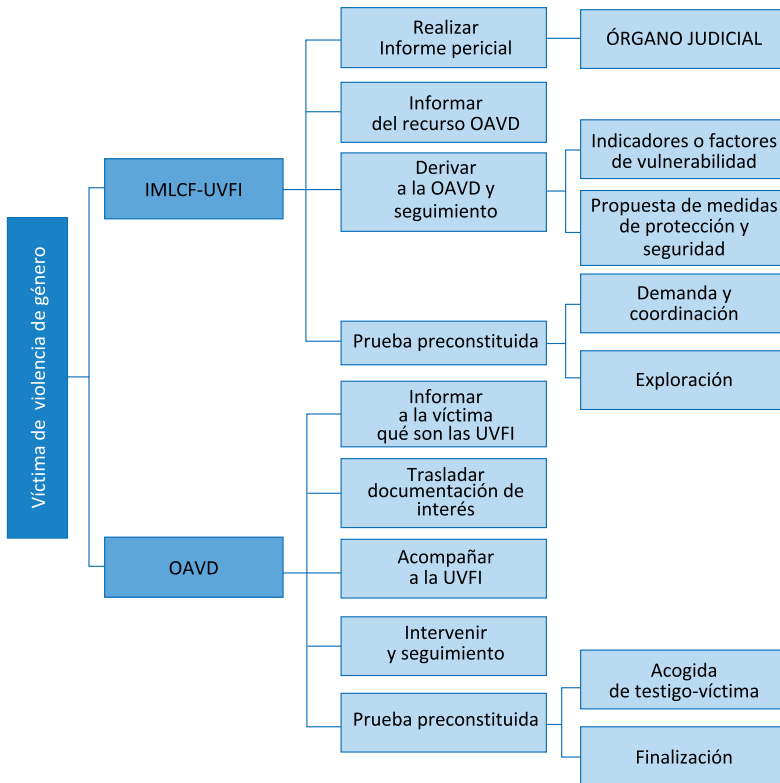 Víctima de violencia de género
IMLCF-UVFI
Realizar
Informe pericial
ÓRGANO JUDICIAL
Informar
del recurso OAVD
Derivar
a la OAVD y
seguimiento
Indicadores o factores
de vulnerabilidad
Propuesta de medidas
de protección y
seguridad
Prueba preconstituida
Demanda y
coordinación
Exploración
OAVD
Informar
a la víctima
qué son las UVFI
Trasladar
documentación de
interés
Acompañar
a la UVFI
Intervenir
y seguimiento
Prueba preconstituida
Acogida
de testigo-víctima
Finalización